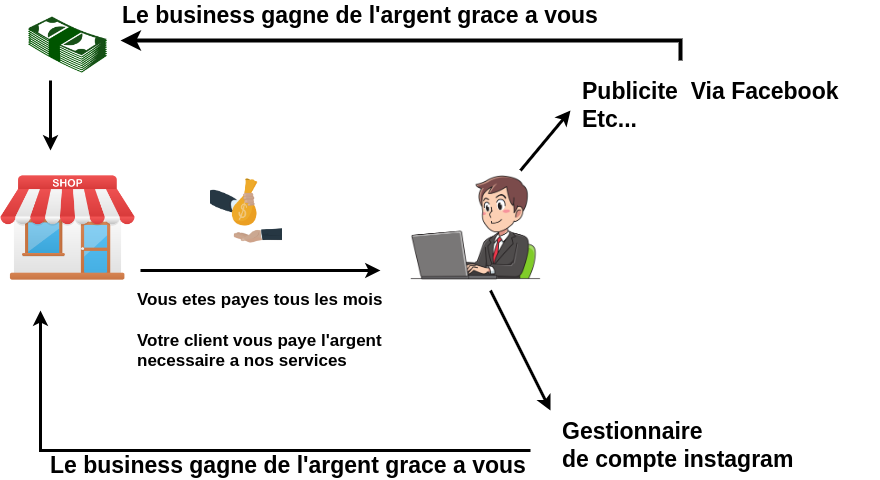 Le business gagne de l'argent grace a vous
Publicite  Via Facebook
Etc...
SHOP
Vous etes payes tous les mois
Votre client vous paye l'argent
necessaire a nos services
Gestionnaire
de compte instagram
Le business gagne de l'argent grace a vous